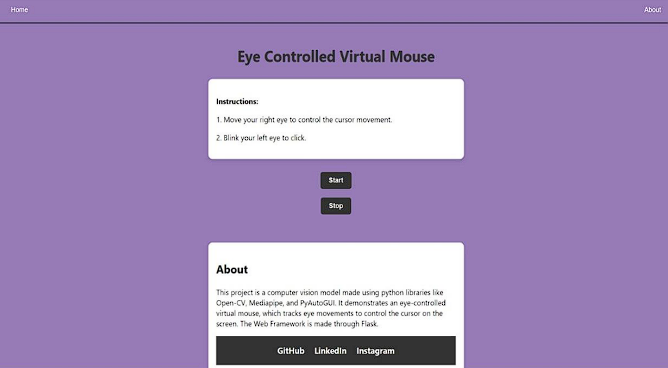 Home About
Eye Controlled Virtual Mouse
Instructions:
1. Move your right eye to control the cursor movement.
2. Blink your left eye to click.
Start
Stop
About
This project is a computer vision model made using python libraries like
Open-CV, Mediapipe, and PyAutoGUI. It demonstrates an eye-controlled
virtual mouse, which tracks eye movements to control the cursor on the
screen. The Web Framework is made through Flask.
GitHub LinkedIn Instagram